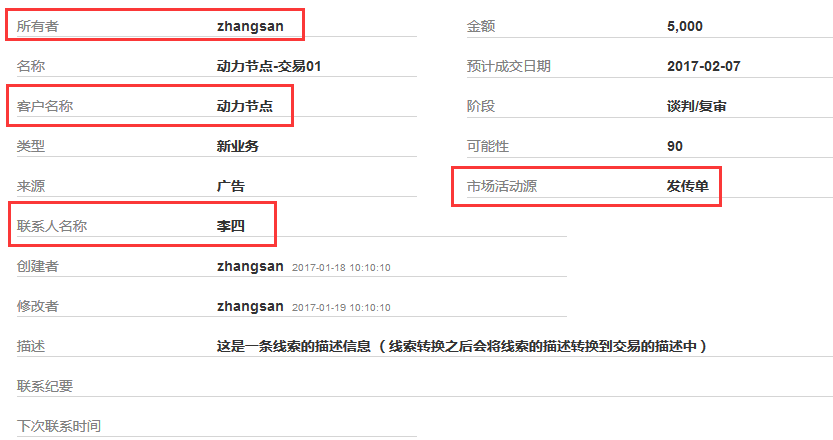 所有者 zhangsan 金额 5,000
名称 动力节点-交易01 预计成交日期 2017-02-07
客户名称 动力节点 阶段 谈判/复审
类型 新业务 可能性 90
来源 广告 市场活动源 发传单
联系人名称 李四
创建者 zhangsan 2017-01-18 10:10:10
修改者 zhangsan 2017-01-19 10:10:10
描述 这是一条线索的描述信息（线索转换之后会将线索的描述转换到交易的描述中）
联系纪要
下次联系时间